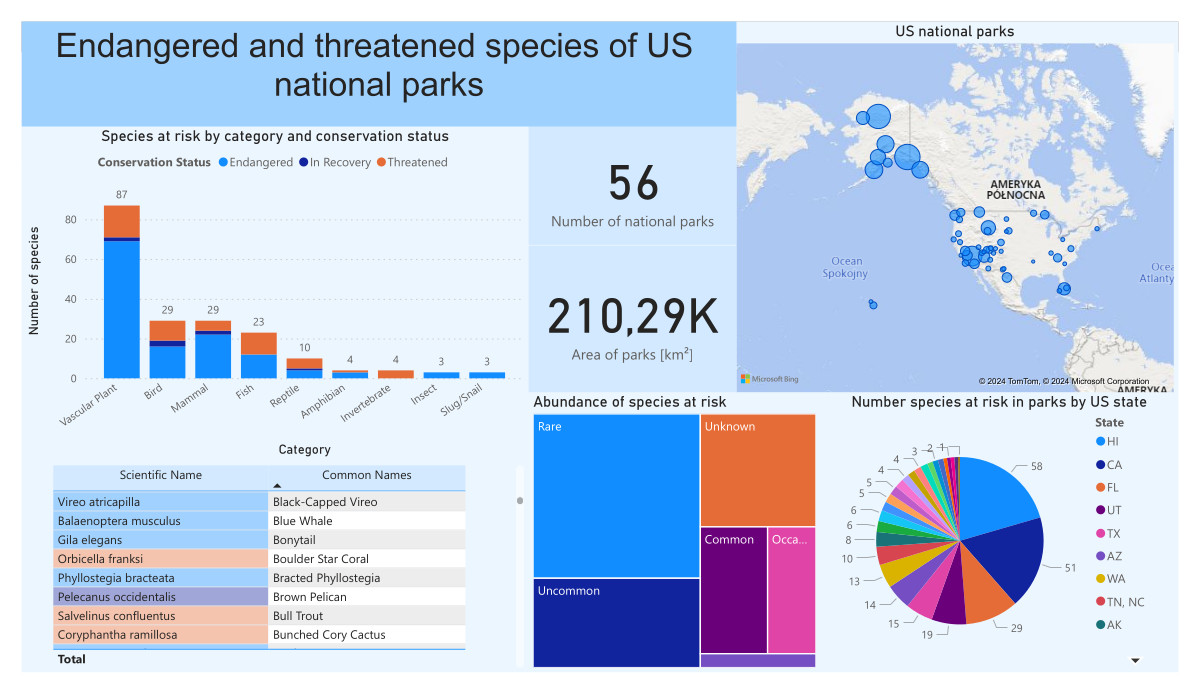 Endangered and threatened species of US
national parks
Species at risk by category and conservation status
Conservation Status Endangered In Recovery Threatened
Number of species
80
60
40
20
0
87
29
29
23
10
4
4
3
3
Vascular Plant
Bird
Mammal
Fish
Reptile
Amphibian
Invertebrate
Insect
Slug/Snail
Category
56
Number of national parks
210,29K
Area of parks [km²]
US national parks
AMERYKA
PÓŁNOCNA
Ocean
Spokojny
Ocea
Atlanty
AMERYKA
Microsoft Bing
© 2024 TomTom, © 2024 Microsoft Corporation
Scientific Name Common Names
Vireo atricapilla Black-Capped Vireo
Balaenoptera musculus Blue Whale
Gila elegans Bonytail
Orbicella franksi Boulder Star Coral
Phyllostegia bracteata Bracted Phyllostegia
Pelecanus occidentalis Brown Pelican
Salvelinus confluentus Bull Trout
Coryphantha ramillosa Bunched Cory Cactus
Total
Abundance of species at risk
Rare
Unknown
Uncommon
Common
Occa...
Number species at risk in parks by US state
58
51
29
19
15
14
13
10
8
6
6
5
5
4
4
3
2
1
State
HI
CA
FL
UT
TX
AZ
WA
TN, NC
AK